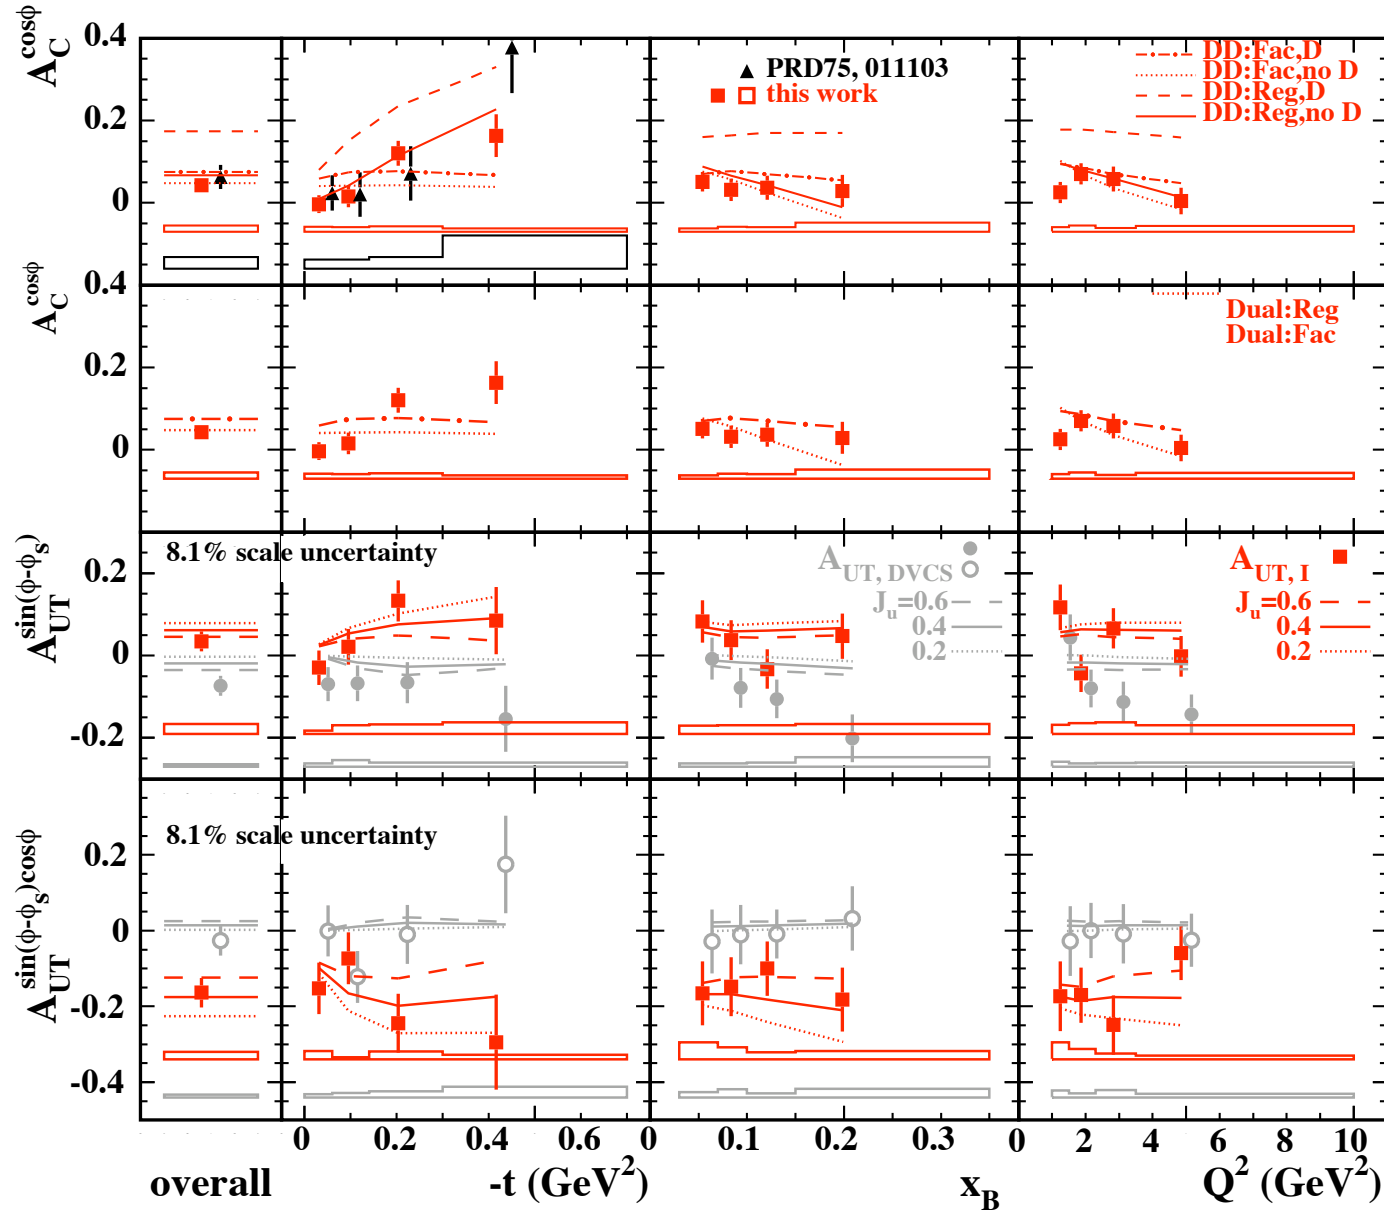 A_C^cosϕ
0.4
0.2
0
PRD75, 011103
this work
DD:Fac,D
DD:Fac,no D
DD:Reg,D
DD:Reg,no D
A_C^cosϕ
0.4
0.2
0
Dual:Reg
Dual:Fac
A_UT^sin(ϕ-ϕ_s)
0.2
0
-0.2
8.1% scale uncertainty
A_UT, DVCS
J_u=0.6
0.4
0.2
A_UT, I
J_u=0.6
0.4
0.2
A_UT^sin(ϕ-ϕ_s)cosϕ
0.2
0
-0.2
-0.4
8.1% scale uncertainty
0 0.2 0.4 0.6
0 0.1 0.2 0.3
0 2 4 6 8 10
overall
-t (GeV²)
x_B
Q² (GeV²)